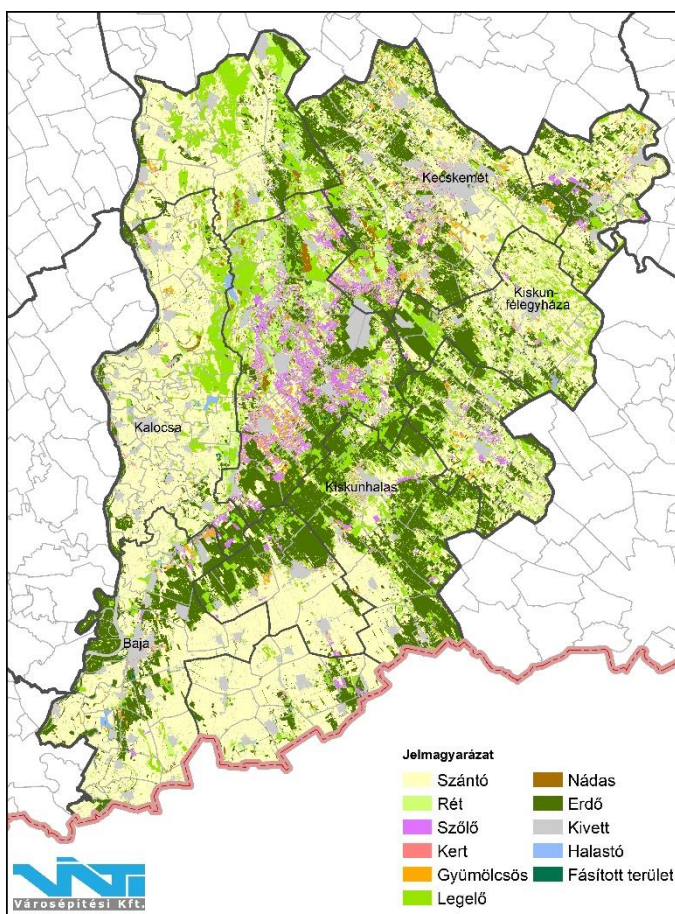 Kecskemét
Kiskun-
félegyháza
Kalocsa
Kiskunhalas
Baja
Jelmagyarázat
Szántó
Rét
Szőlő
Kert
Gyümölcsös
Legelő
Nádas
Erdő
Kivett
Halastó
Fásított terület
VÁTI
Városépítési Kft.